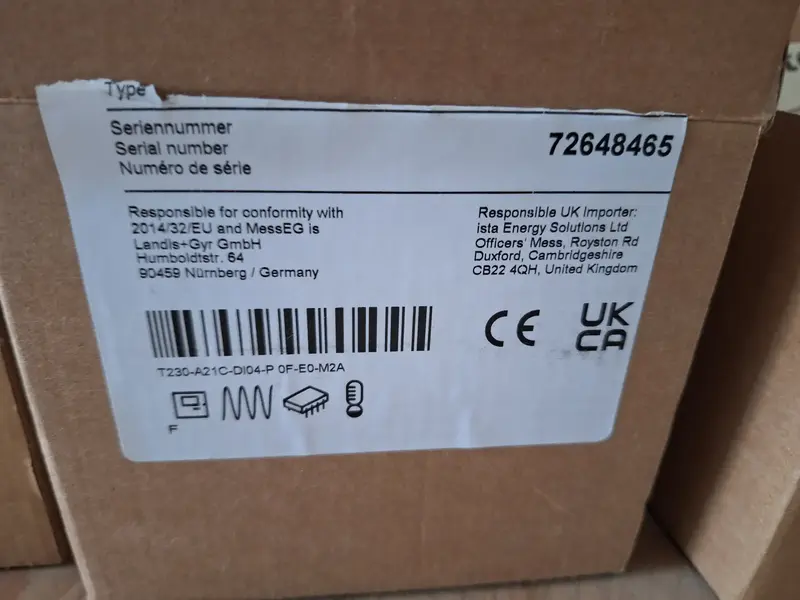 Type
Seriennummer
Serial number
Numéro de série
72648465
Responsible for conformity with
2014/32/EU and MessEG is
Landis+Gyr GmbH
Humboldtstr. 64
90459 Nürnberg / Germany
Responsible UK Importer:
ista Energy Solutions Ltd
Officers' Mess, Royston Rd
Duxford, Cambridgeshire
CB22 4QH, United Kingdom
CE
UK
CA
T230-A21C-DI04-P 0F-E0-M2A
F